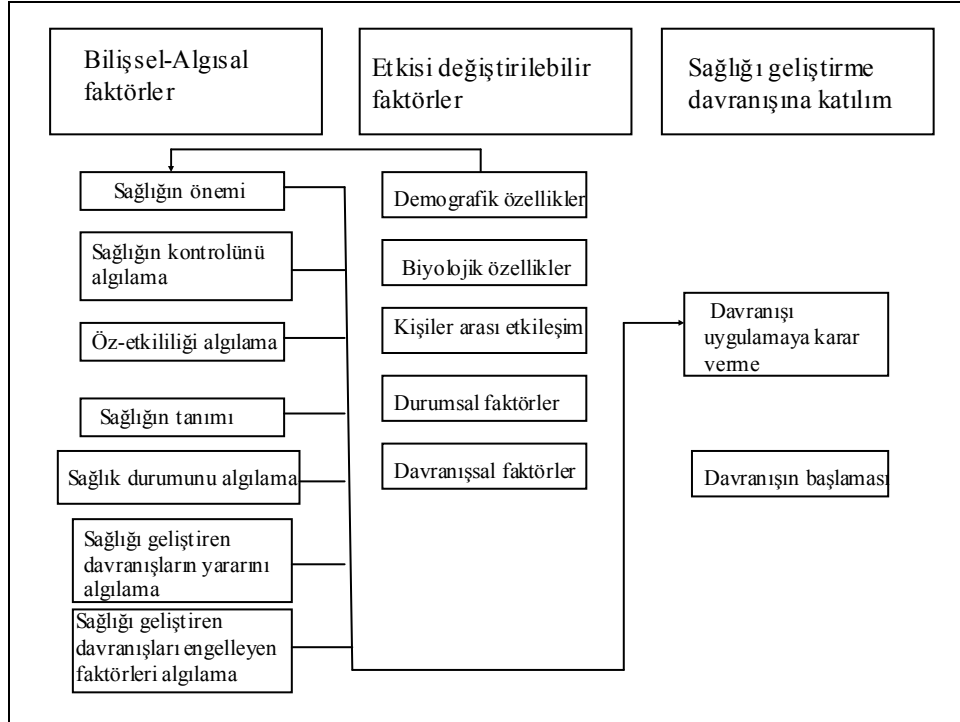 Bilişsel-Algısal
faktörler
Etkisi değiştirilebilir
faktörler
Sağlığı geliştirme
davranışına katılım
Sağlığın önemi
Sağlığın kontrolünü
algılama
Öz-etkililiği algılama
Sağlığın tanımı
Sağlık durumunu algılama
Sağlığı geliştiren
davranışların yararını
algılama
Sağlığı geliştiren
davranışları engelleyen
faktörleri algılama
Demografik özellikler
Biyolojik özellikler
Kişiler arası etkileşim
Durumsal faktörler
Davranışsal faktörler
Davranışı
uygulamaya karar
verme
Davranışın başlaması